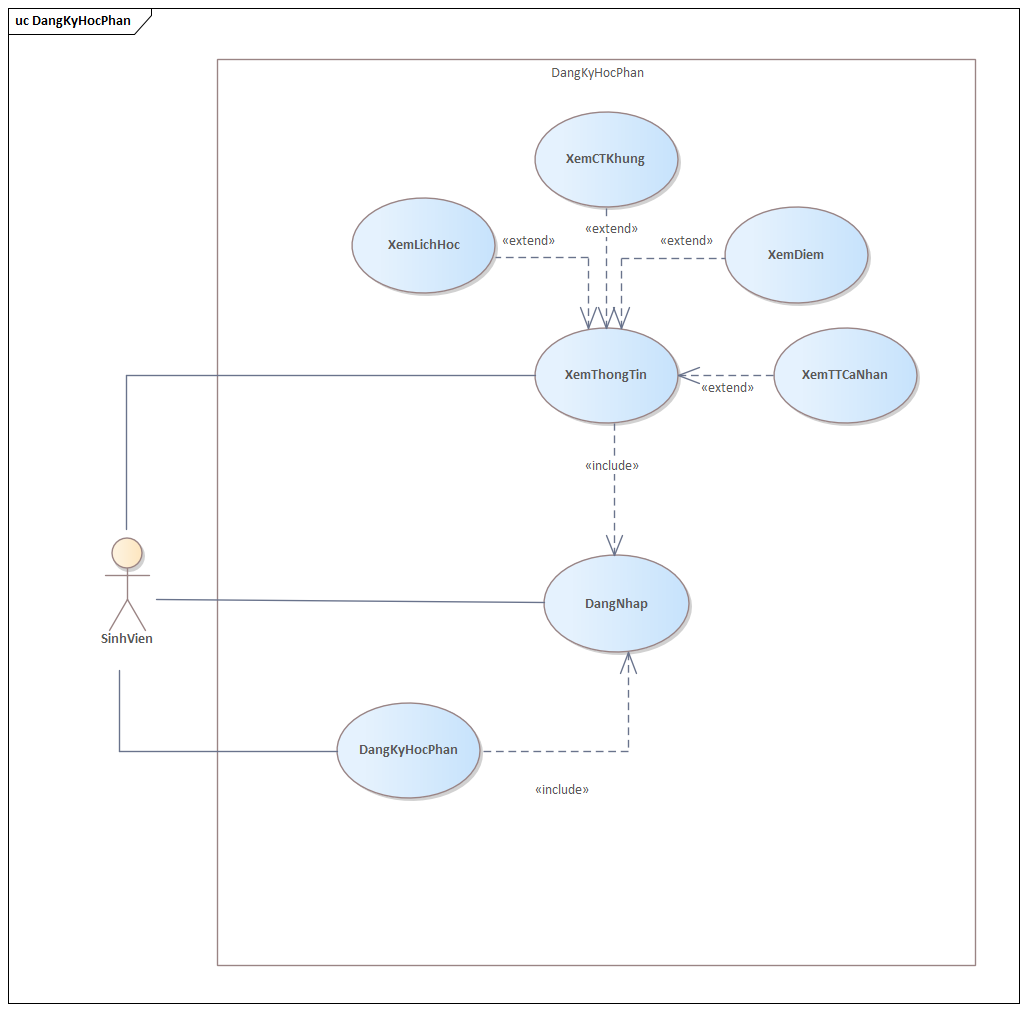 uc DangKyHocPhan
DangKyHocPhan
XemCTKhung
«extend»
XemLichHoc
«extend»
«extend»
XemDiem
XemThongTin
XemTTCaNhan
«extend»
«include»
DangNhap
SinhVien
DangKyHocPhan
«include»